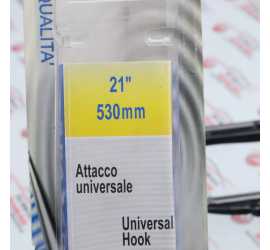 QUALITA'
21"
530mm
Attacco
universale
Universal
Hook